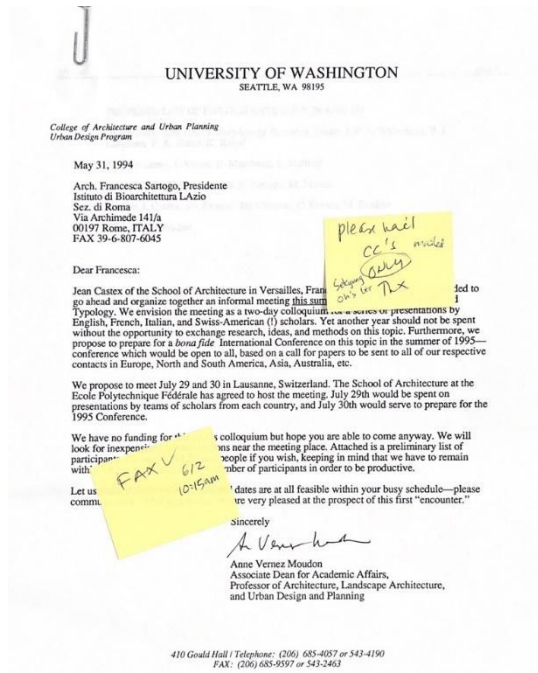 UNIVERSITY OF WASHINGTON
SEATTLE, WA 98195
College of Architecture and Urban Planning
Urban Design Program
May 31, 1994
Arch. Francesca Sartogo, Presidente
Istituto di Bioarchittettura LAzio
Sez. di Roma
Via Archimede 141/a
00197 Rome, ITALY
FAX 39-6-807-6045
please mail
CC's mailed
only
Thx
Dear Francesca:
Jean Castex of the School of Architecture in Versailles, Fran ded to
go ahead and organize together an informal meeting this sum
Typology. We envision the meeting as a two-day colloquium for a series of presentations by
English, French, Italian, and Swiss-American (!) scholars. Yet another year should not be spent
without the opportunity to exchange research, ideas, and methods on this topic. Furthermore, we
propose to prepare for a bona fide International Conference on this topic in the summer of 1995—
conference which would be open to all, based on a call for papers to be sent to all of our respective
contacts in Europe, North and South America, Asia, Australia, etc.
We propose to meet July 29 and 30 in Lausanne, Switzerland. The School of Architecture at the
Ecole Polytechnique Fédérale has agreed to host the meeting. July 29th would be spent on
presentations by teams of scholars from each country, and July 30th would serve to prepare for the
1995 Conference.
We have no funding for s colloquium but hope you are able to come anyway. We will
look for inexpens ons near the meeting place. Attached is a preliminary list of
participan people if you wish, keeping in mind that we have to remain
with mber of participants in order to be productive.
FAX ✓ 6/2
10:15am
Let us dates are at all feasible within your busy schedule—please
commu re very pleased at the prospect of this first "encounter."
Sincerely
Anne Vernez Moudon
Associate Dean for Academic Affairs,
Professor of Architecture, Landscape Architecture,
and Urban Design and Planning
410 Gould Hall / Telephone: (206) 685-4057 or 543-4190
FAX: (206) 685-9597 or 543-2463